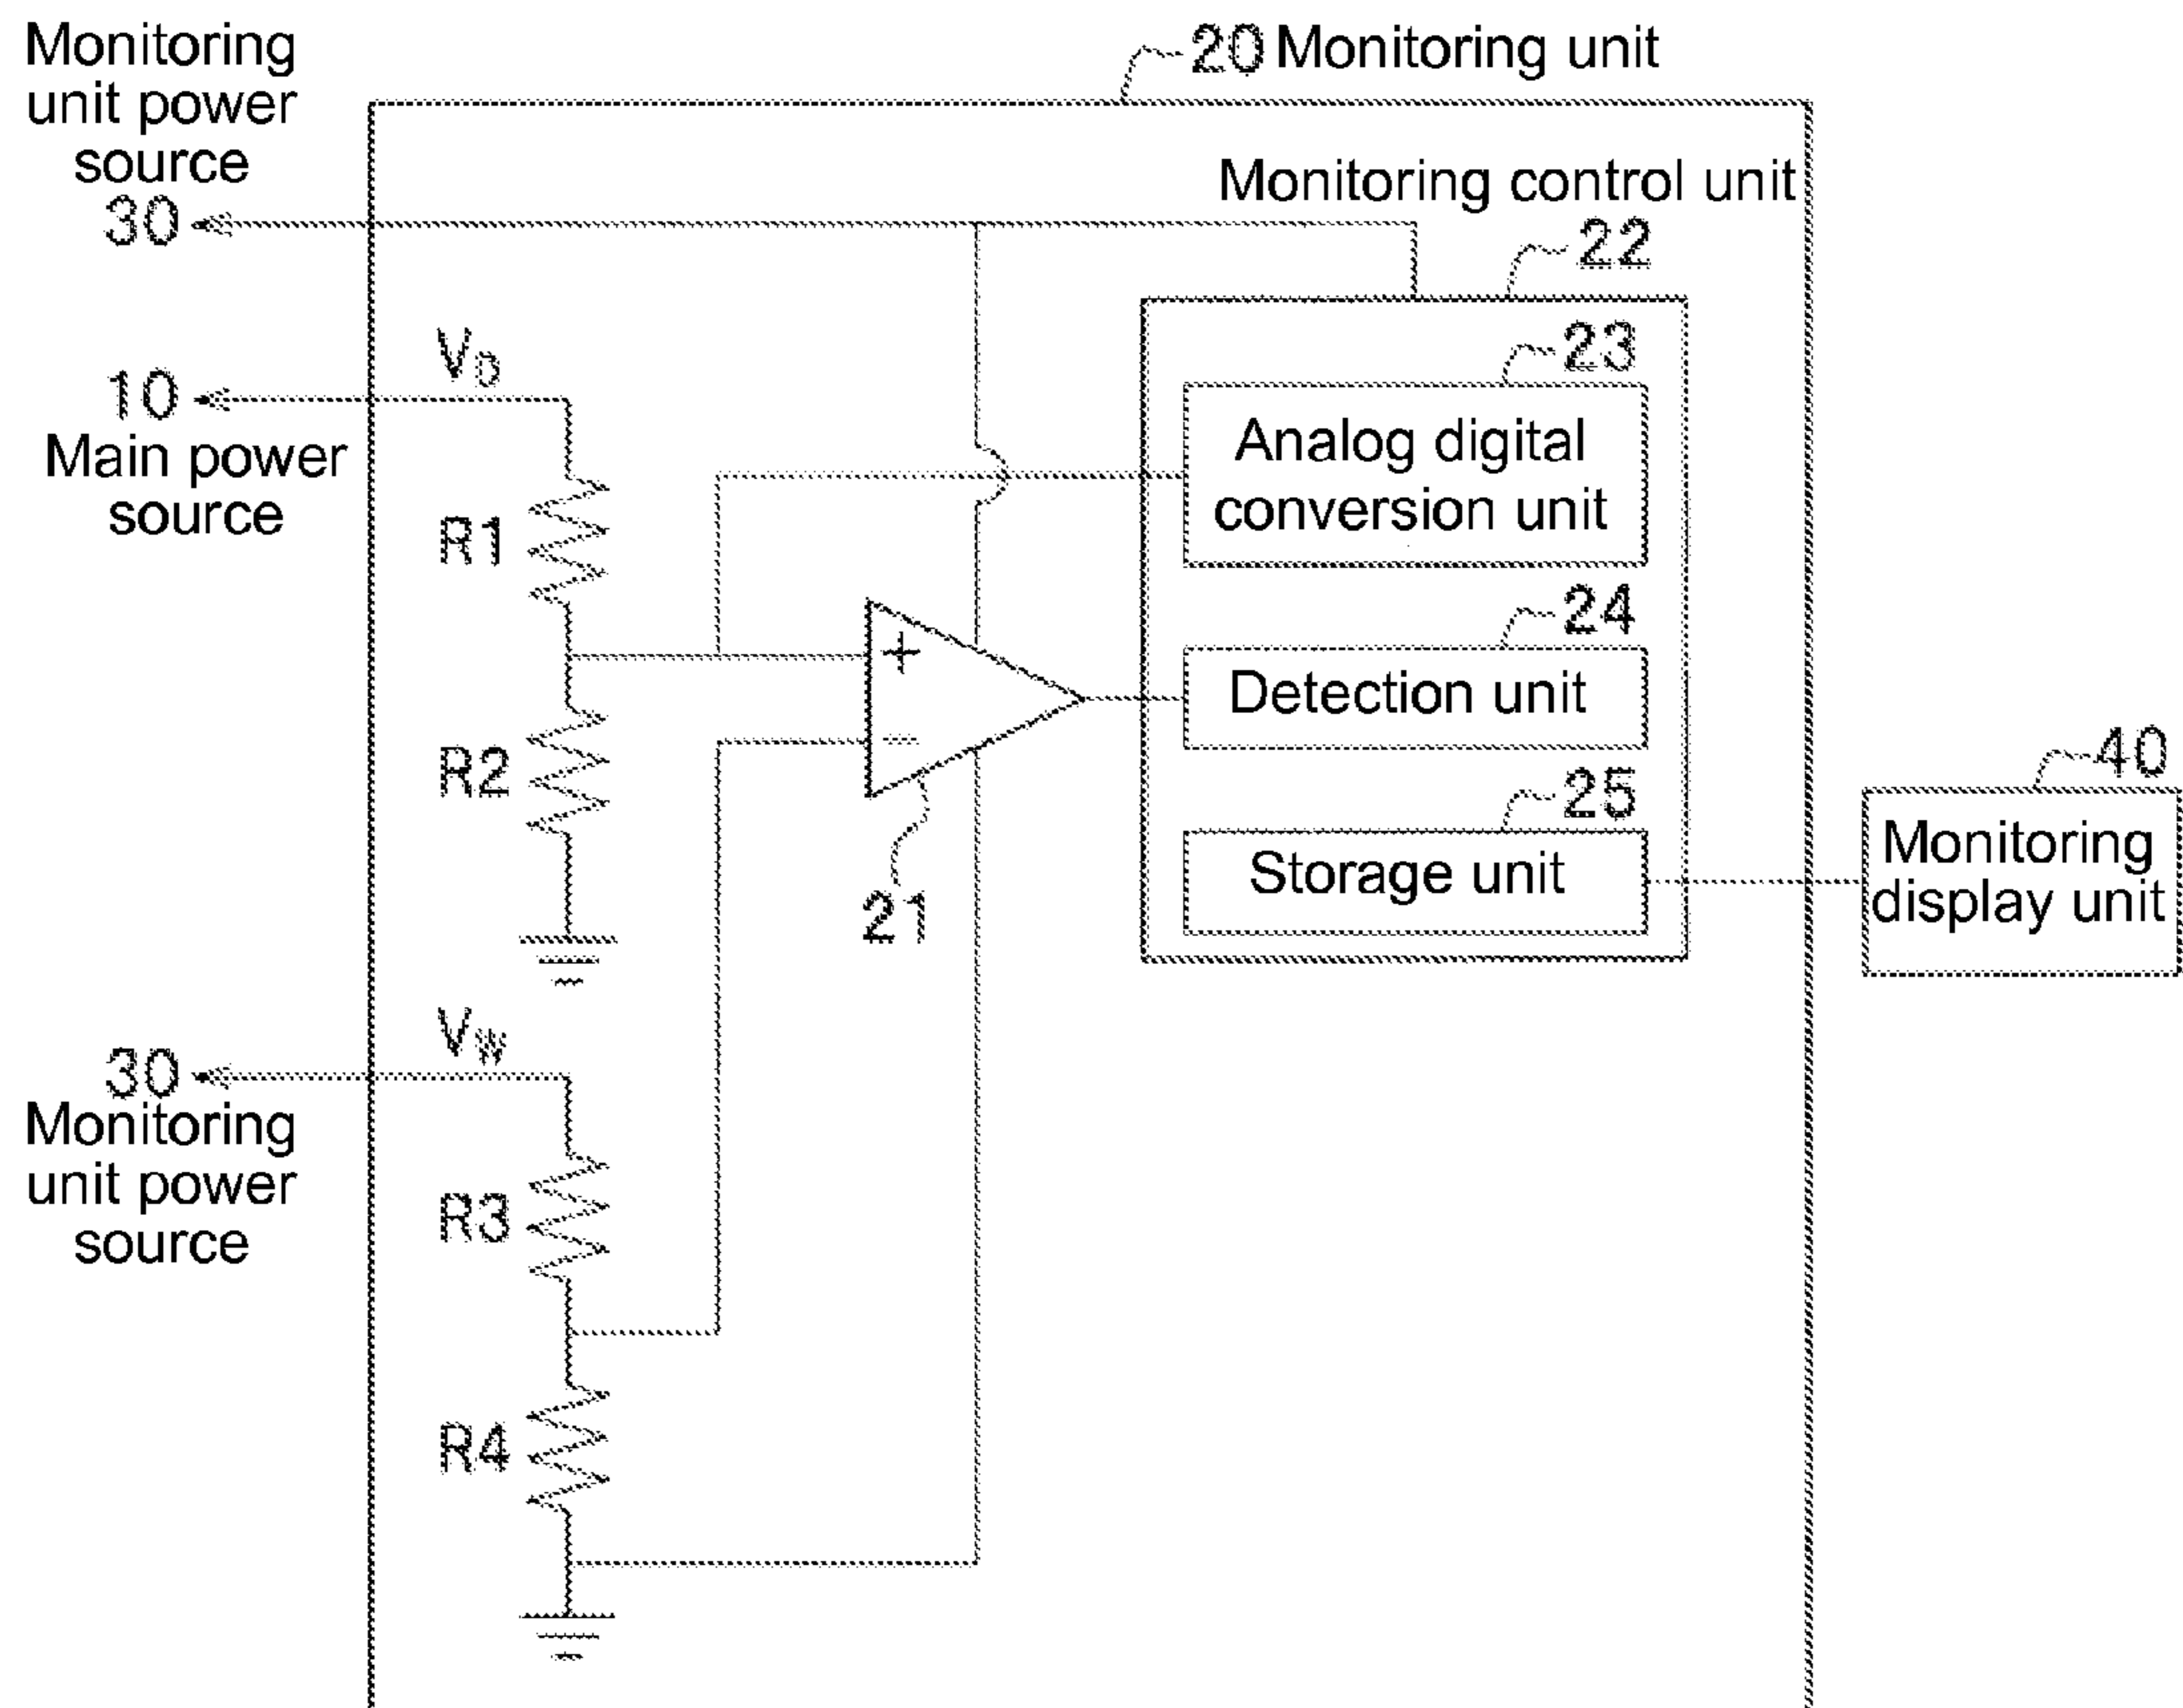 Monitoring
unit power
source
30
20 Monitoring unit
Monitoring control unit
22
10
Main power
source
V_D
R1
R2
23
Analog digital
conversion unit
24
Detection unit
25
Storage unit
+
−
21
40
Monitoring
display unit
30
Monitoring
unit power
source
V_W
R3
R4